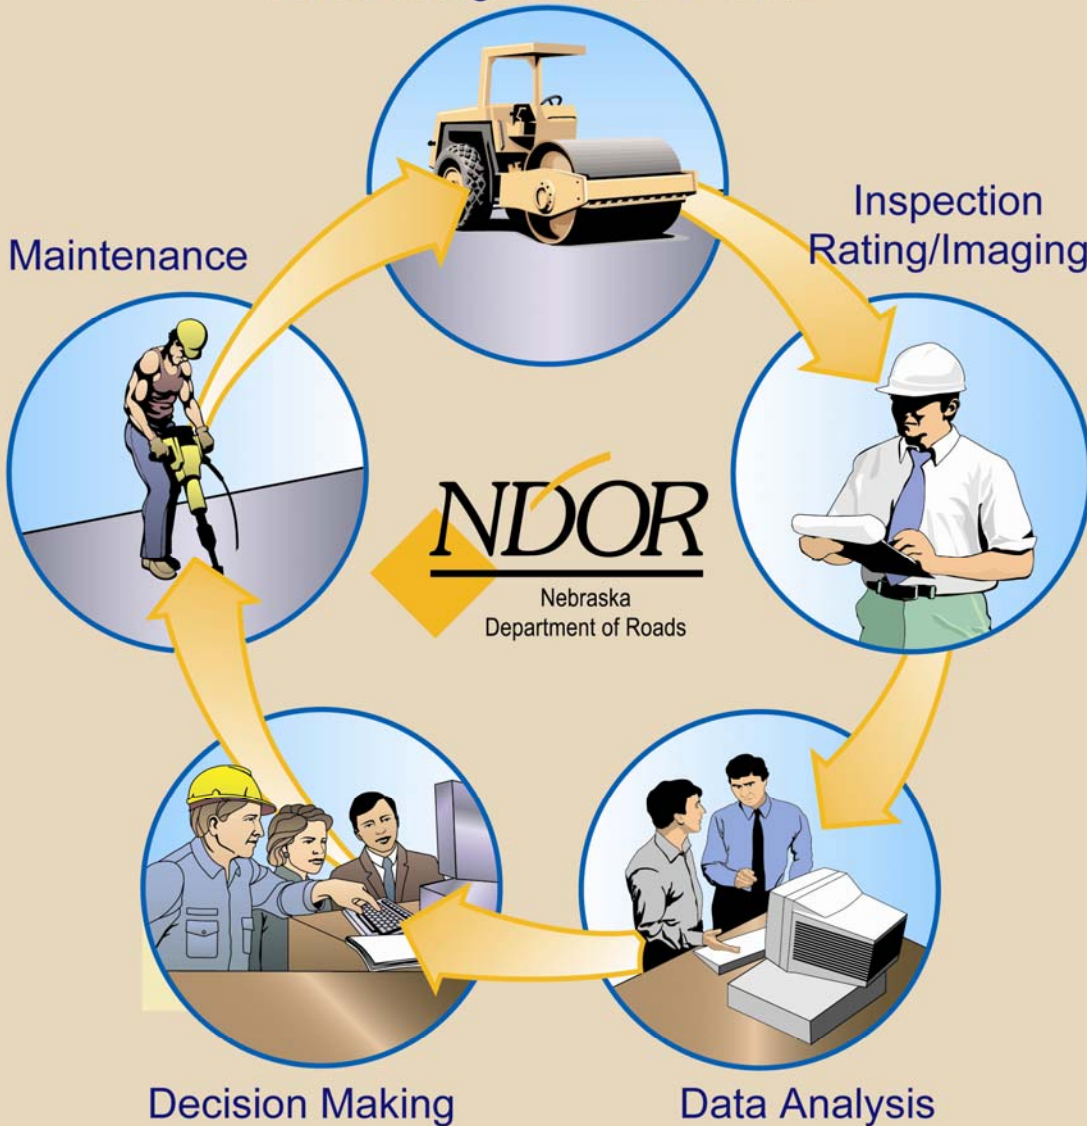 Inspection
Rating/Imaging
Maintenance
NDOR
Nebraska
Department of Roads
Decision Making
Data Analysis